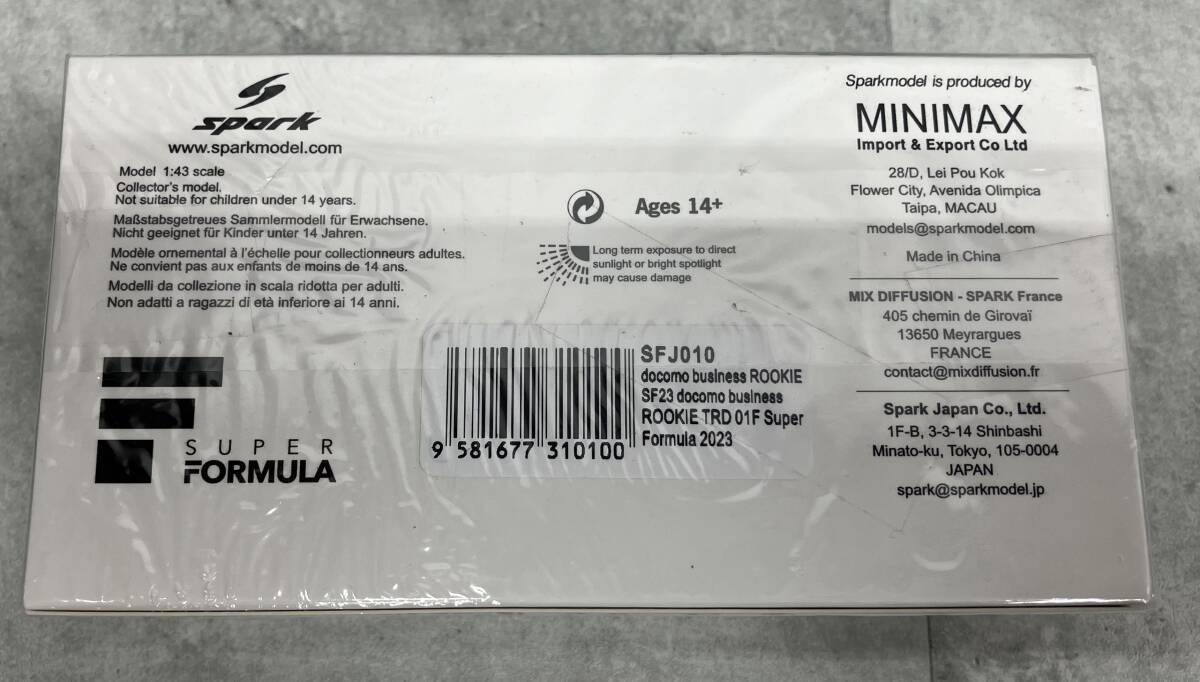 spark
www.sparkmodel.com
Model 1:43 scale
Collector's model.
Not suitable for children under 14 years.
Maßstabsgetreues Sammlermodell für Erwachsene.
Nicht geeignet für Kinder unter 14 Jahren.
Modèle ornemental à l'échelle pour collectionneurs adultes.
Ne convient pas aux enfants de moins de 14 ans.
Modelli da collezione in scala ridotta per adulti.
Non adatti a ragazzi di età inferiore ai 14 anni.
SUPER
FORMULA
Ages 14+
Long term exposure to direct
sunlight or bright spotlight
may cause damage
9 581677 310100
SFJ010
docomo business ROOKIE
SF23 docomo business
ROOKIE TRD 01F Super
Formula 2023
Sparkmodel is produced by
MINIMAX
Import & Export Co Ltd
28/D, Lei Pou Kok
Flower City, Avenida Olimpica
Taipa, MACAU
models@sparkmodel.com
Made in China
MIX DIFFUSION - SPARK France
405 chemin de Girovaï
13650 Meyrargues
FRANCE
contact@mixdiffusion.fr
Spark Japan Co., Ltd.
1F-B, 3-3-14 Shinbashi
Minato-ku, Tokyo, 105-0004
JAPAN
spark@sparkmodel.jp